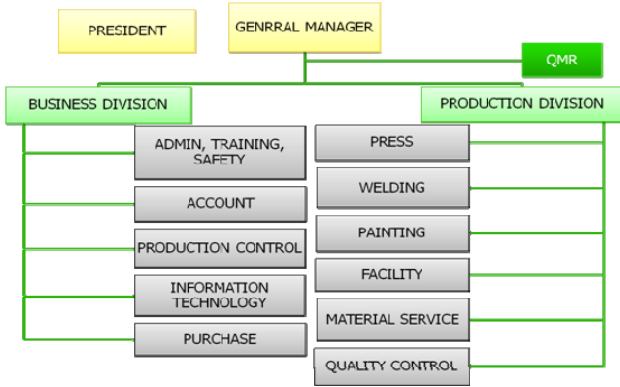 PRESIDENT
GENRRAL MANAGER
QMR
BUSINESS DIVISION
PRODUCTION DIVISION
ADMIN, TRAINING,
SAFETY
ACCOUNT
PRODUCTION CONTROL
INFORMATION
TECHNOLOGY
PURCHASE
PRESS
WELDING
PAINTING
FACILITY
MATERIAL SERVICE
QUALITY CONTROL